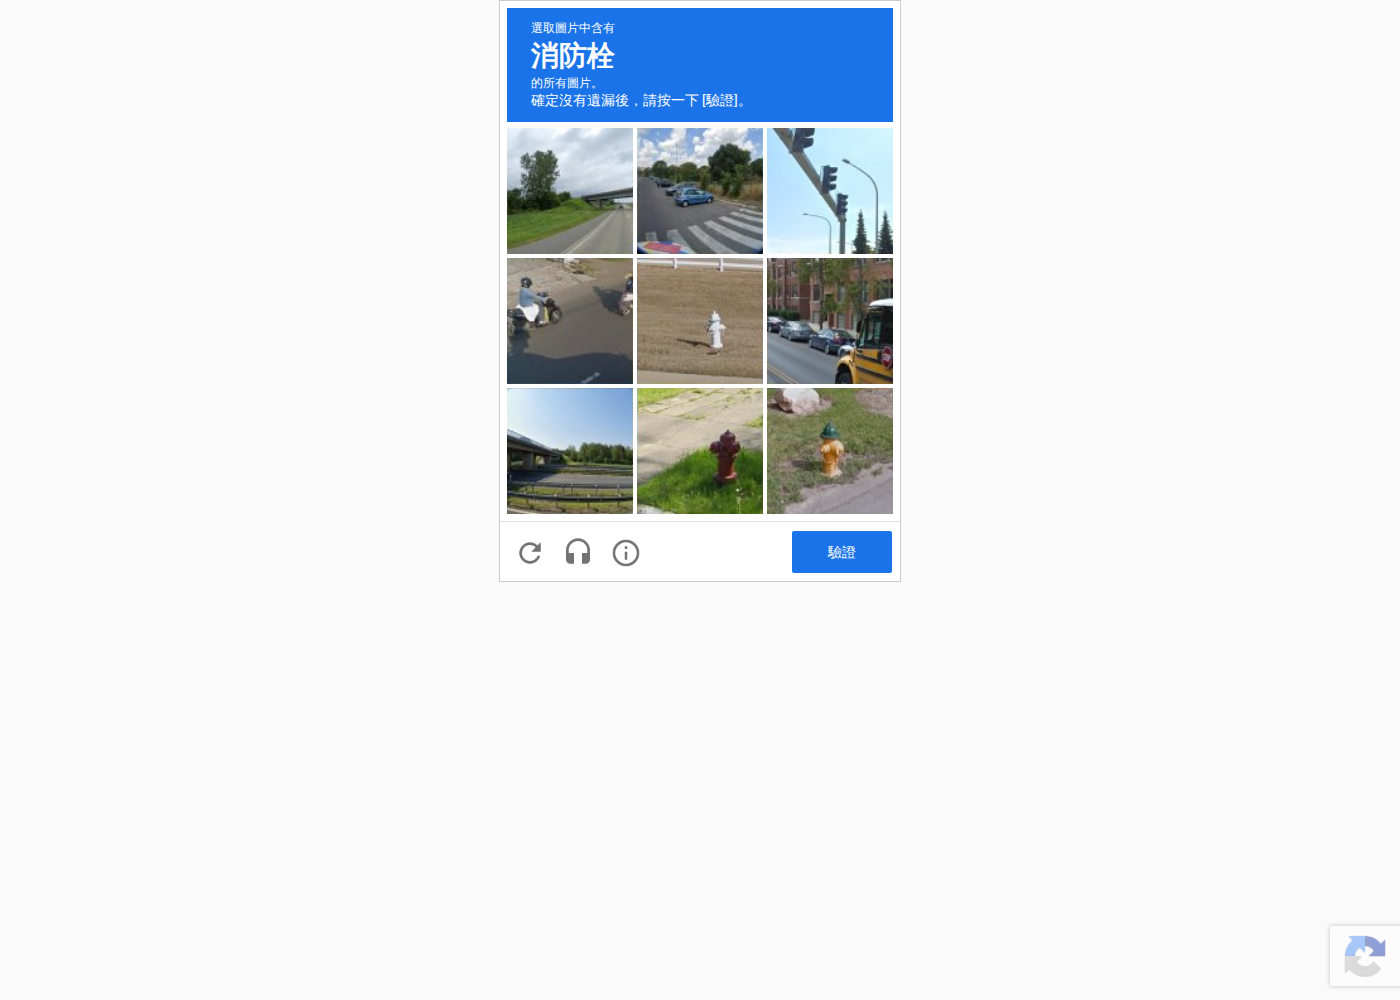 選取圖片中含有
消防栓
的所有圖片。
確定沒有遺漏後，請按一下 [驗證]。
驗證